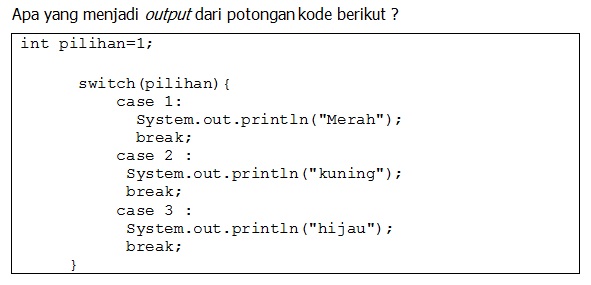 Apa yang menjadi output dari potongan kode berikut ?
int pilihan=1;
switch(pilihan){
case 1:
System.out.println("Merah");
break;
case 2 :
System.out.println("kuning");
break;
case 3 :
System.out.println("hijau");
break;
}